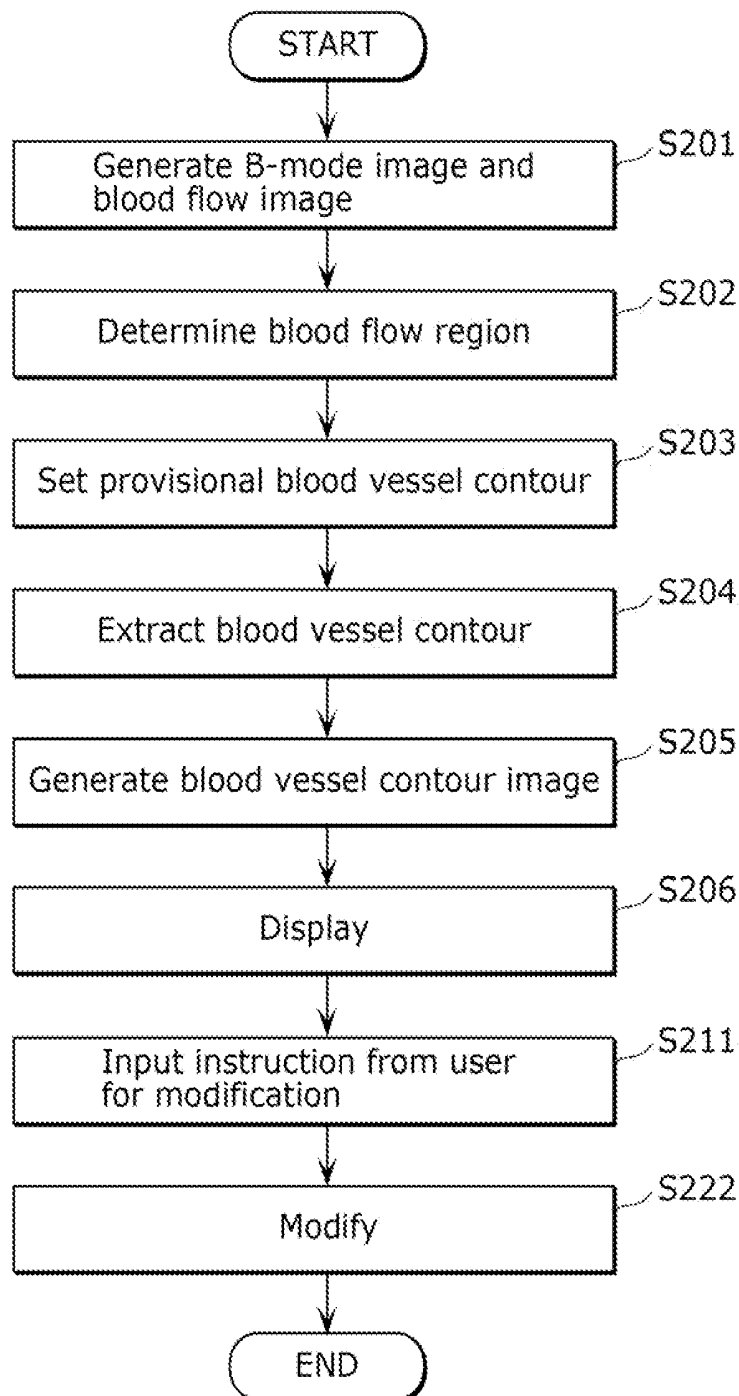 START
S201
Generate B-mode image and
blood flow image
S202
Determine blood flow region
S203
Set provisional blood vessel contour
S204
Extract blood vessel contour
S205
Generate blood vessel contour image
S206
Display
S211
Input instruction from user
for modification
S222
Modify
END